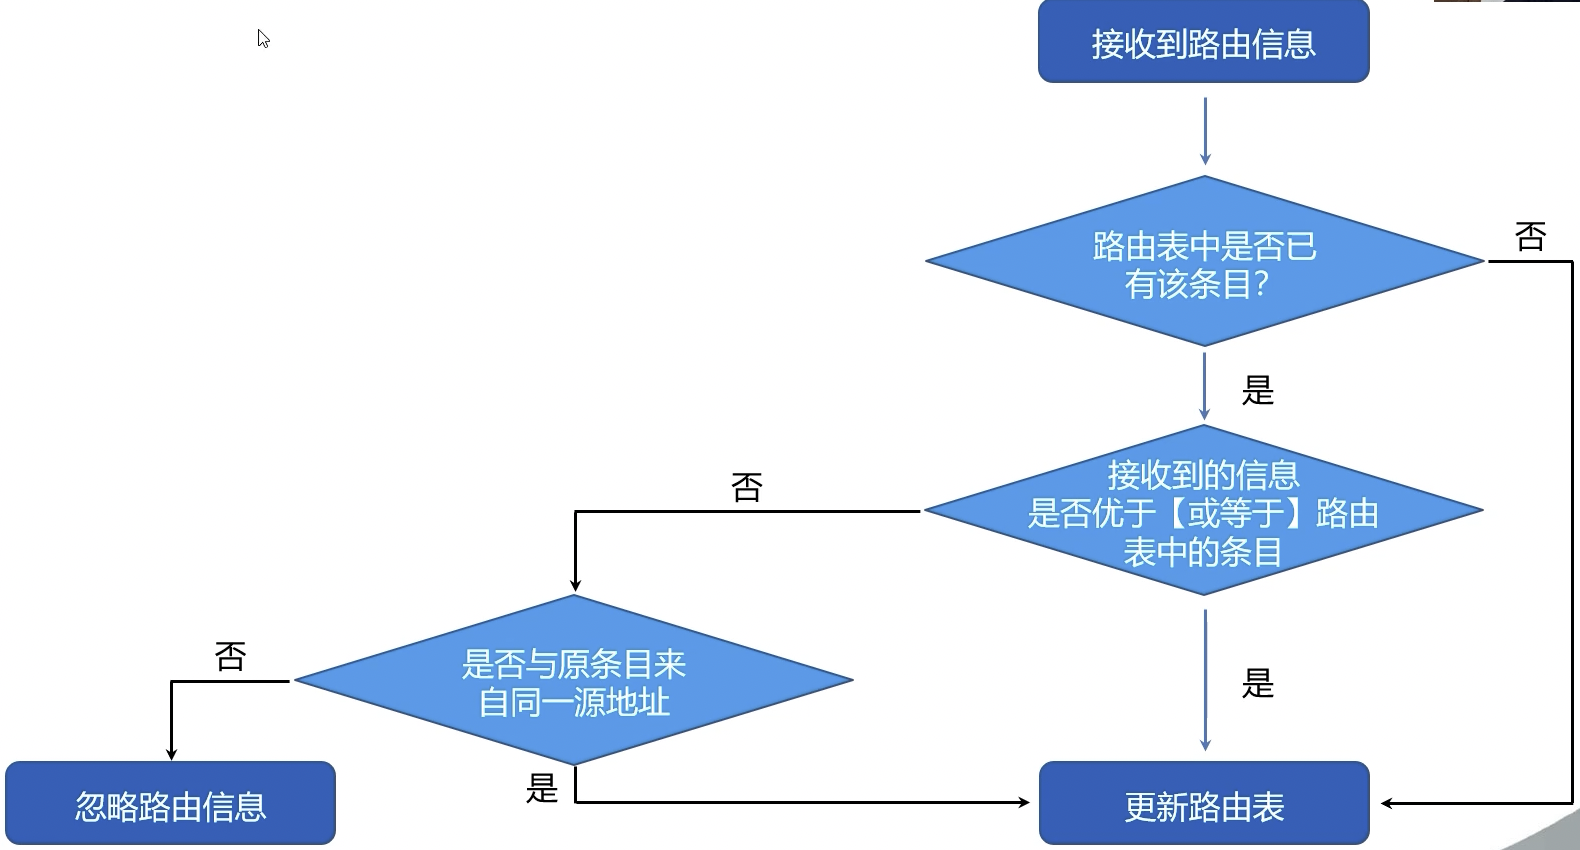 接收到路由信息
路由表中是否已
有该条目?
否
是
接收到的信息
是否优于【或等于】路由
表中的条目
否
是
是否与原条目来
自同一源地址
否
是
忽略路由信息
更新路由表